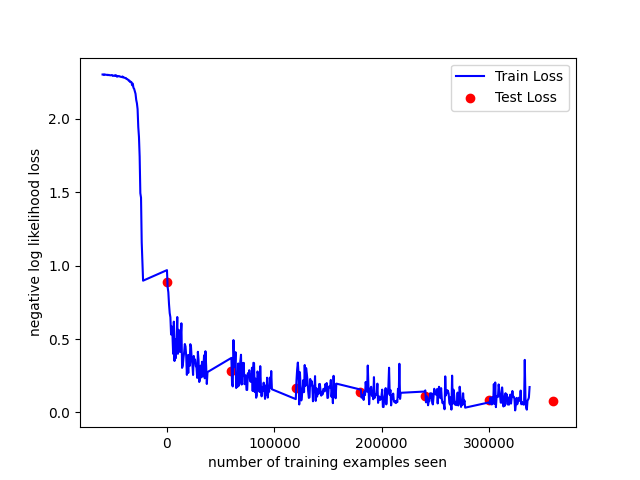 Train Loss
Test Loss
negative log likelihood loss
2.0
1.5
1.0
0.5
0.0
0
100000
200000
300000
number of training examples seen